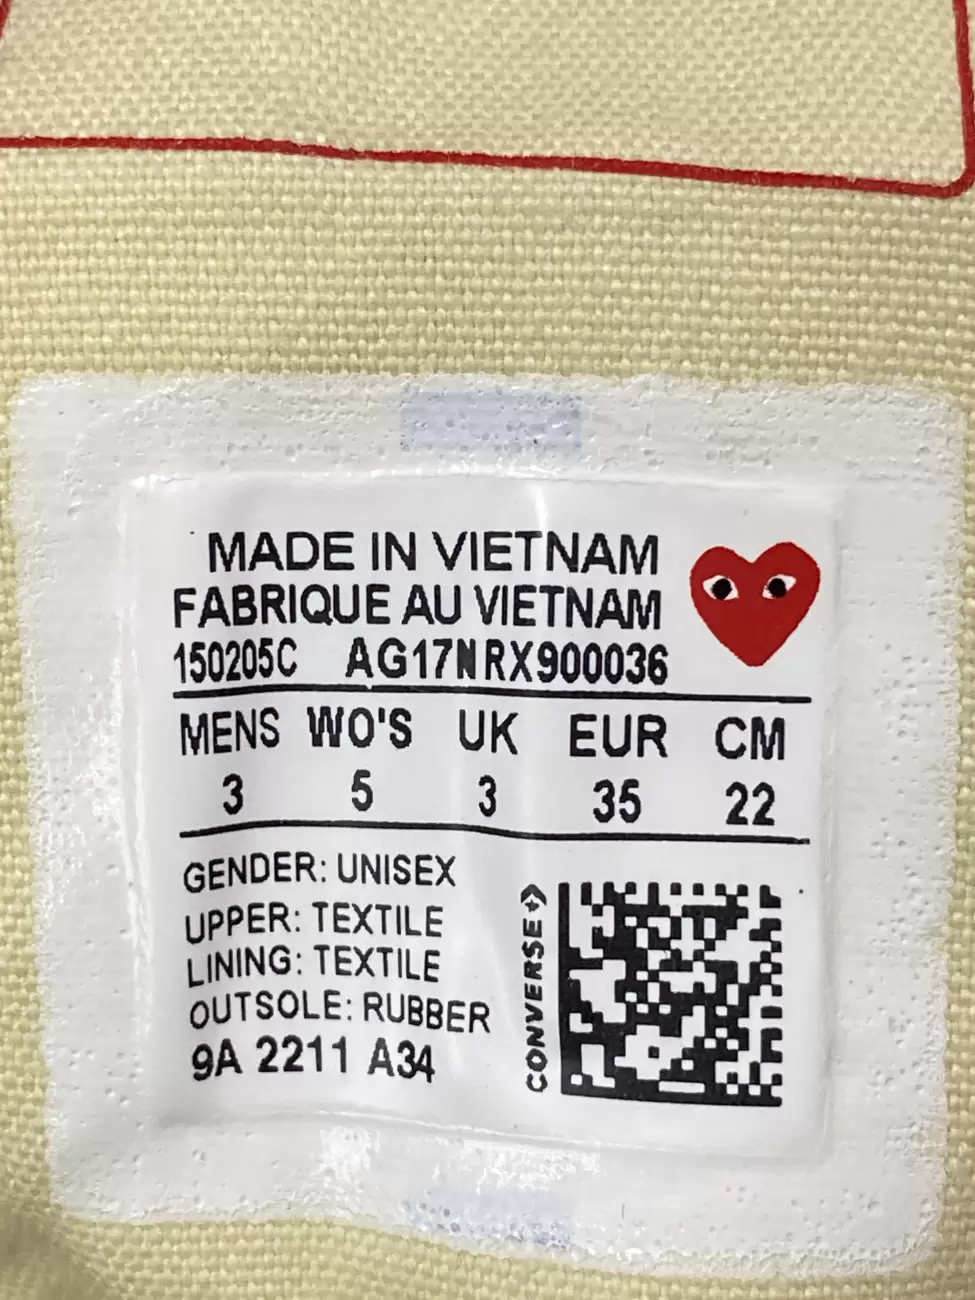 MADE IN VIETNAM
FABRIQUE AU VIETNAM
150205C AG17NRX900036
MENS WO'S UK EUR CM
3 5 3 35 22
GENDER: UNISEX
UPPER: TEXTILE
LINING: TEXTILE
OUTSOLE: RUBBER
9A 2211 A34
CONVERSE